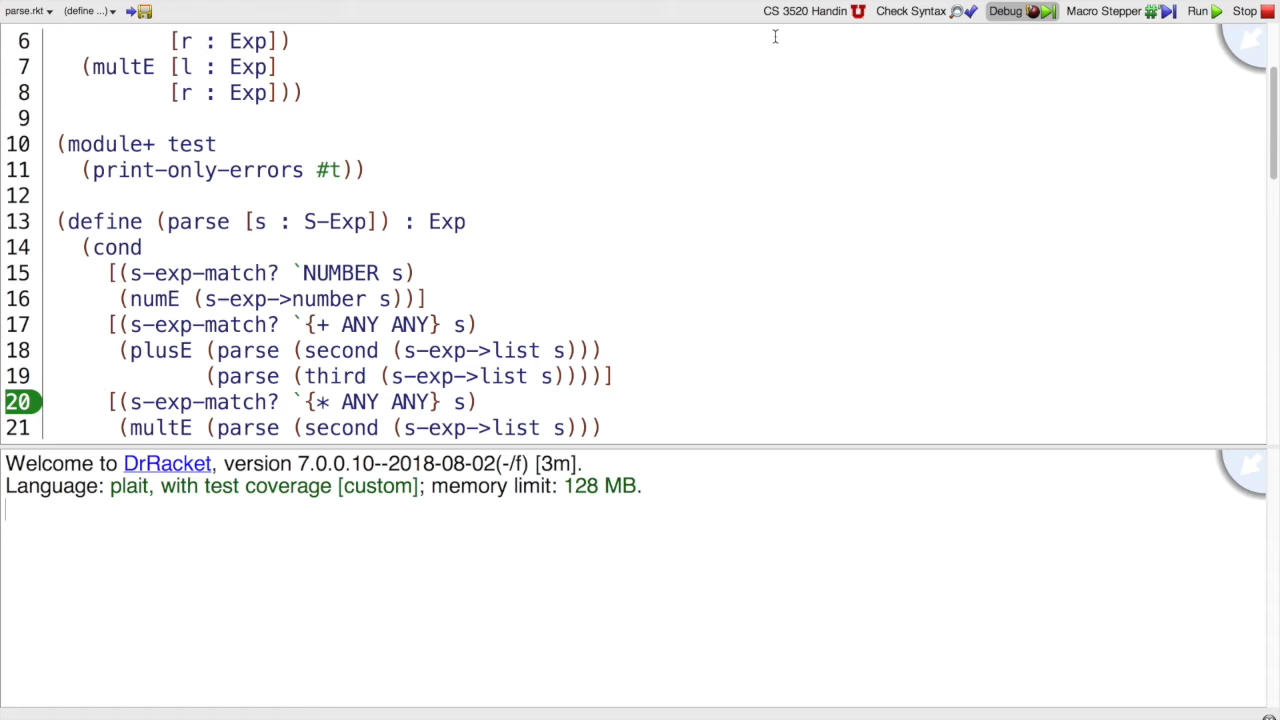 parse.rkt (define ...) CS 3520 Handin Check Syntax Debug Macro Stepper Run Stop
6 [r : Exp])
7 (multE [l : Exp]
8 [r : Exp]))
9
10 (module+ test
11 (print-only-errors #t))
12
13 (define (parse [s : S-Exp]) : Exp
14 (cond
15 [(s-exp-match? `NUMBER s)
16 (numE (s-exp->number s))]
17 [(s-exp-match? `{+ ANY ANY} s)
18 (plusE (parse (second (s-exp->list s)))
19 (parse (third (s-exp->list s))))]
20 [(s-exp-match? `{* ANY ANY} s)
21 (multE (parse (second (s-exp->list s)))
Welcome to DrRacket, version 7.0.0.10--2018-08-02(-/f) [3m].
Language: plait, with test coverage [custom]; memory limit: 128 MB.